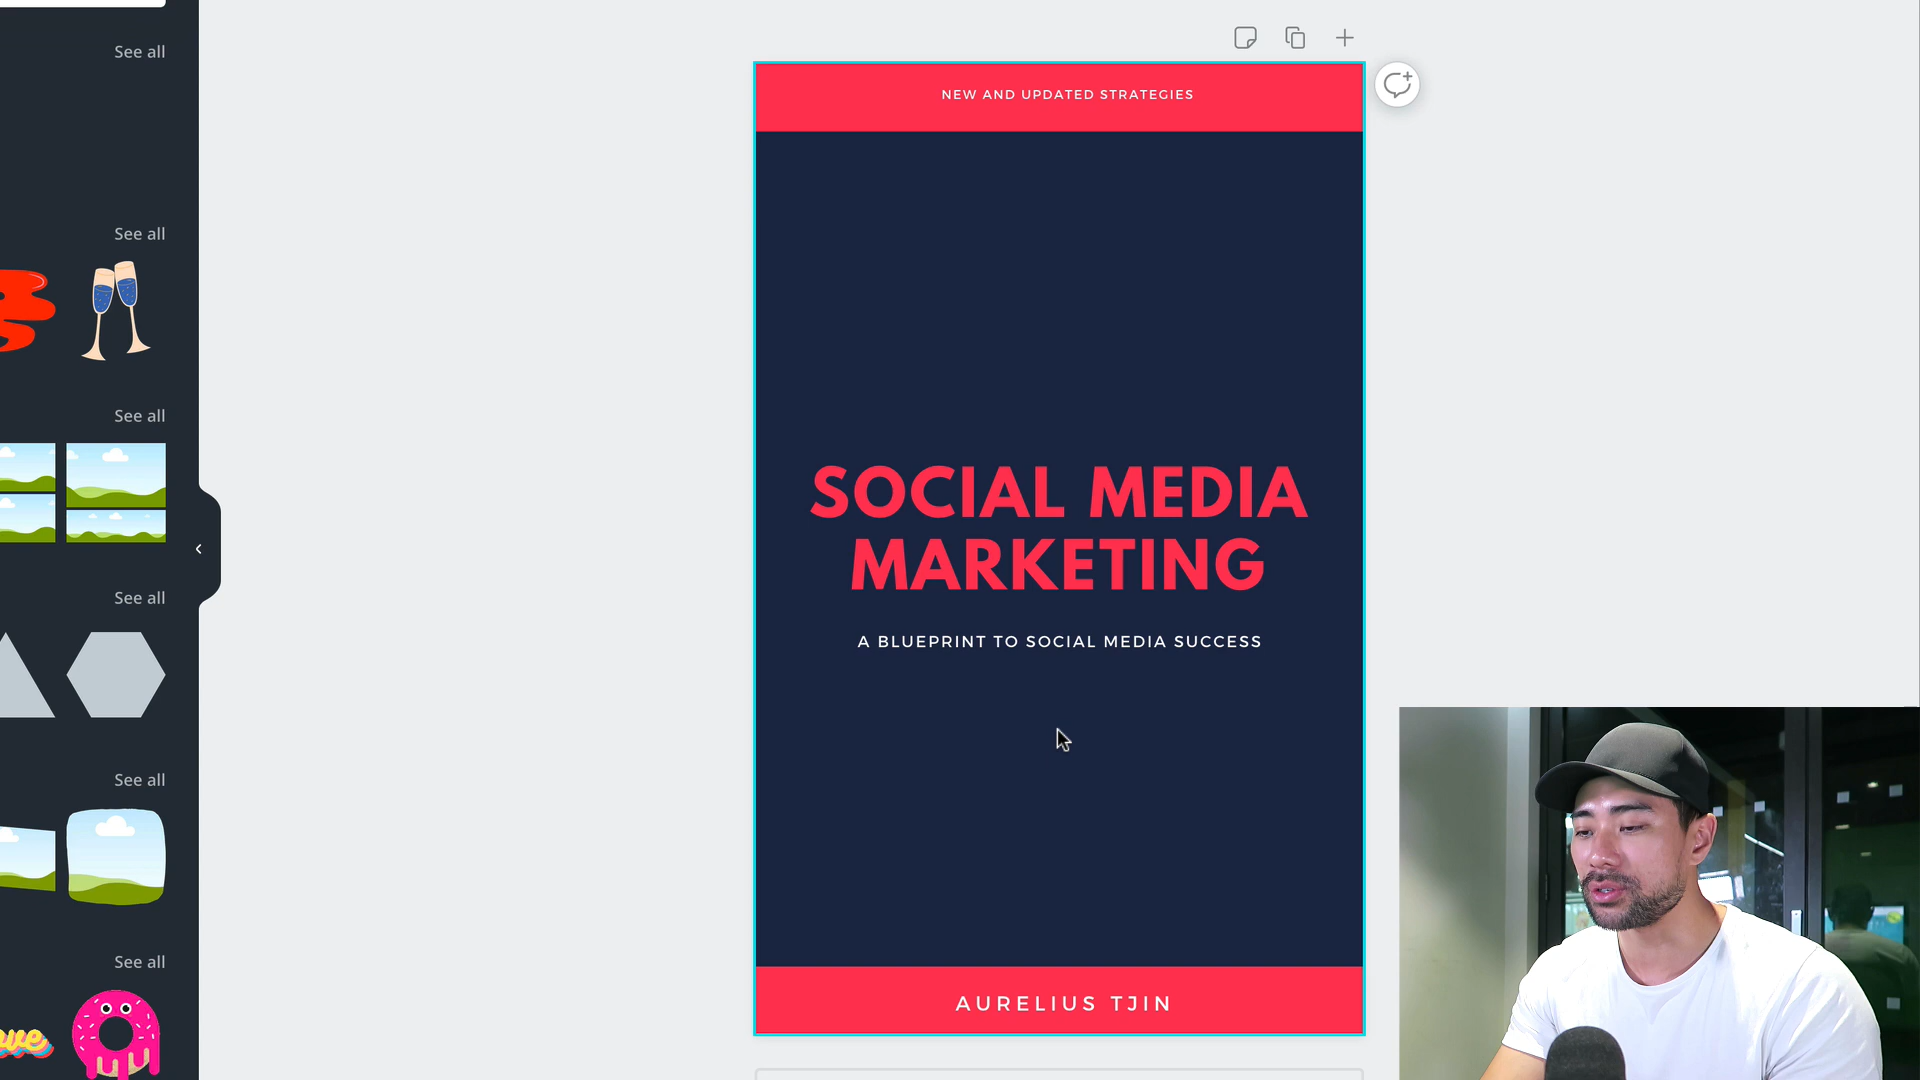 See all
See all
See all
See all
See all
See all
NEW AND UPDATED STRATEGIES
SOCIAL MEDIA
MARKETING
A BLUEPRINT TO SOCIAL MEDIA SUCCESS
AURELIUS TJIN